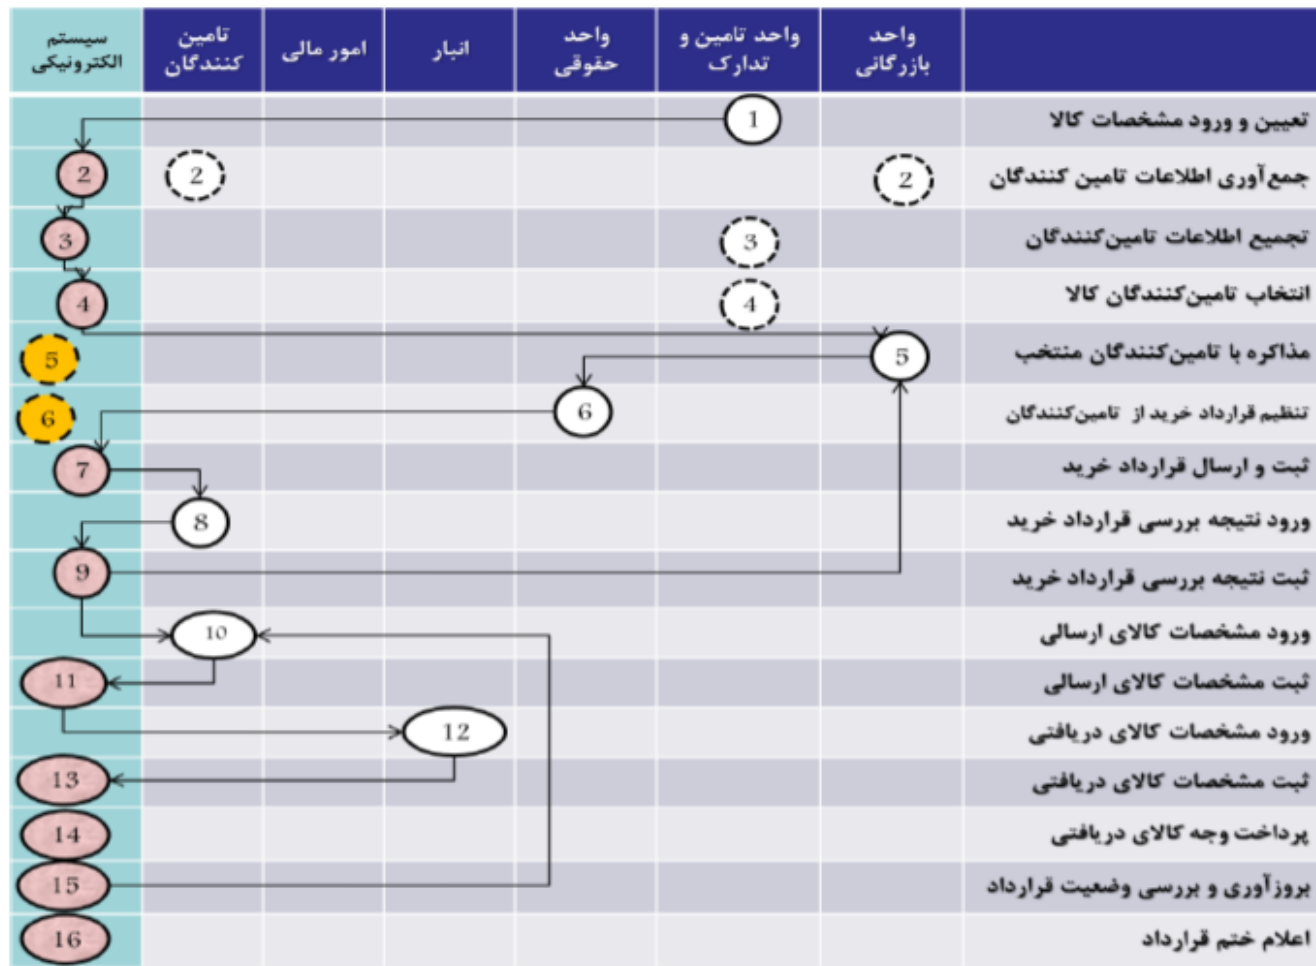 واحد بازرگانی
واحد تامین و تدارک
واحد حقوقی
انبار
امور مالی
تامین کنندگان
سیستم الکترونیکی
تعیین و ورود مشخصات کالا
1
جمع‌آوری اطلاعات تامین کنندگان
2
2
2
تجمیع اطلاعات تامین‌کنندگان
3
3
انتخاب تامین‌کنندگان کالا
4
4
مذاکره با تامین‌کنندگان منتخب
5
5
تنظیم قرارداد خرید از تامین‌کنندگان
6
6
ثبت و ارسال قرارداد خرید
7
ورود نتیجه بررسی قرارداد خرید
8
ثبت نتیجه بررسی قرارداد خرید
9
ورود مشخصات کالای ارسالی
10
ثبت مشخصات کالای ارسالی
11
ورود مشخصات کالای دریافتی
12
ثبت مشخصات کالای دریافتی
13
پرداخت وجه کالای دریافتی
14
بروزآوری و بررسی وضعیت قرارداد
15
اعلام ختم قرارداد
16